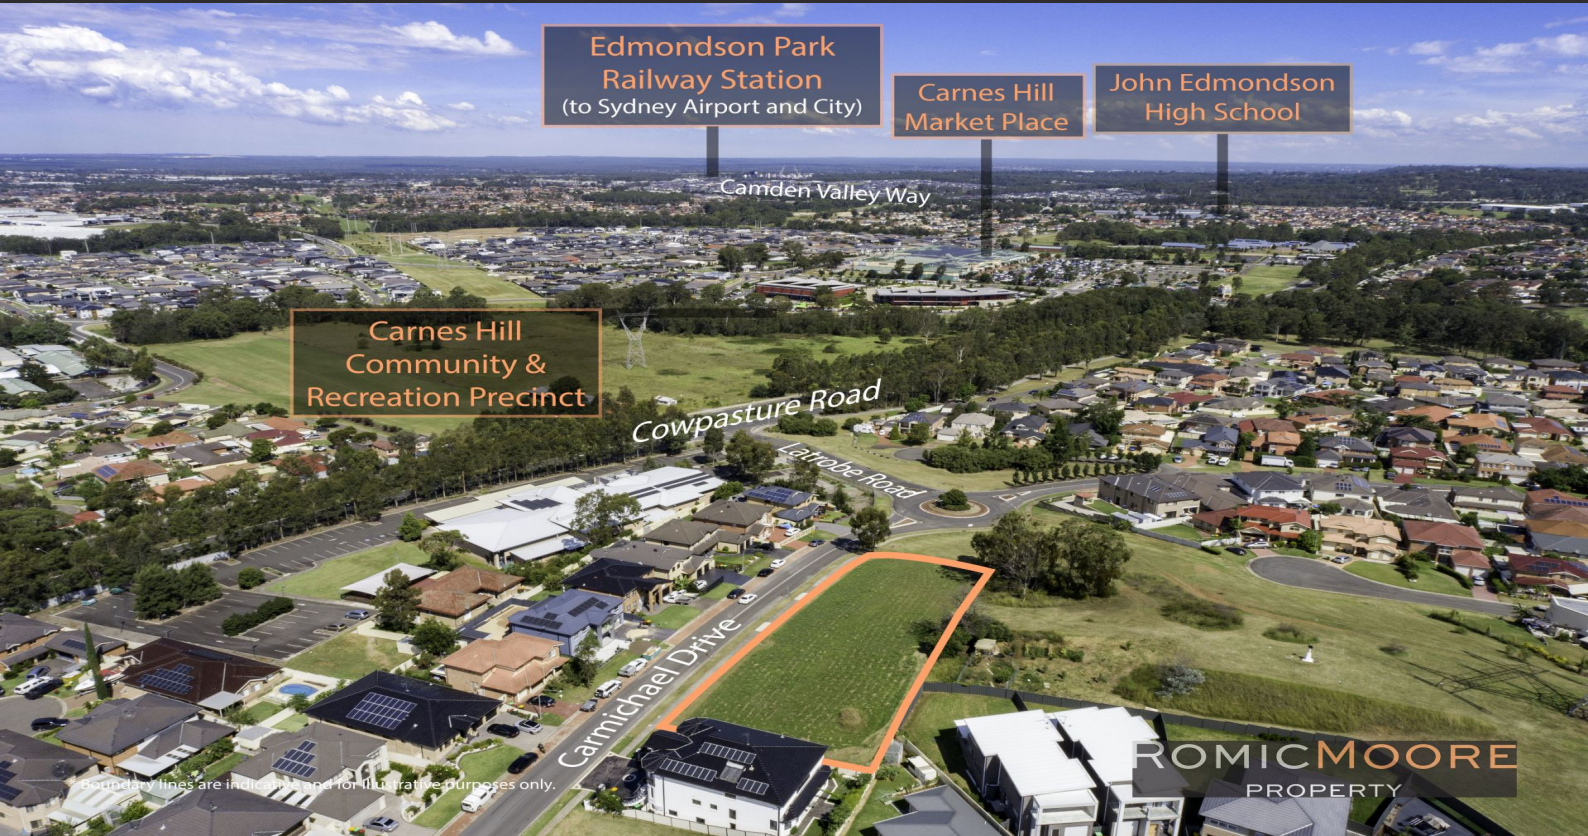 Edmondson Park
Railway Station
(to Sydney Airport and City)
Carnes Hill
Market Place
John Edmondson
High School
Camden Valley Way
Carnes Hill
Community &
Recreation Precinct
Cowpasture Road
Latrobe Road
Carmichael Drive
ROMICMOORE
PROPERTY
*Boundary lines are indicative and for illustrative purposes only.